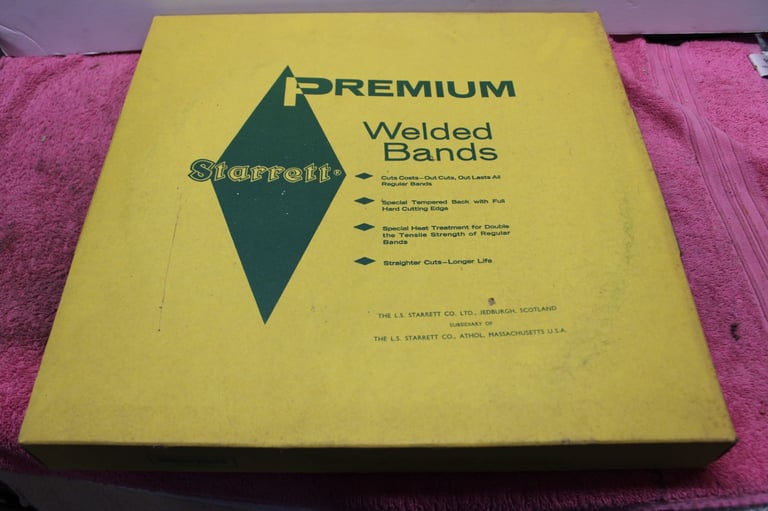 PREMIUM
Welded
Bands
Starrett®
Cuts Costs—Out Cuts, Out Lasts All
Regular Bands
Special Tempered Back with Full
Hard Cutting Edge
Special Heat Treatment for Double
the Tensile Strength of Regular
Bands
Straighter Cuts—Longer Life
THE L.S. STARRETT CO. LTD., JEDBURGH, SCOTLAND
SUBSIDIARY OF
THE L.S. STARRETT CO., ATHOL, MASSACHUSETTS U.S.A.